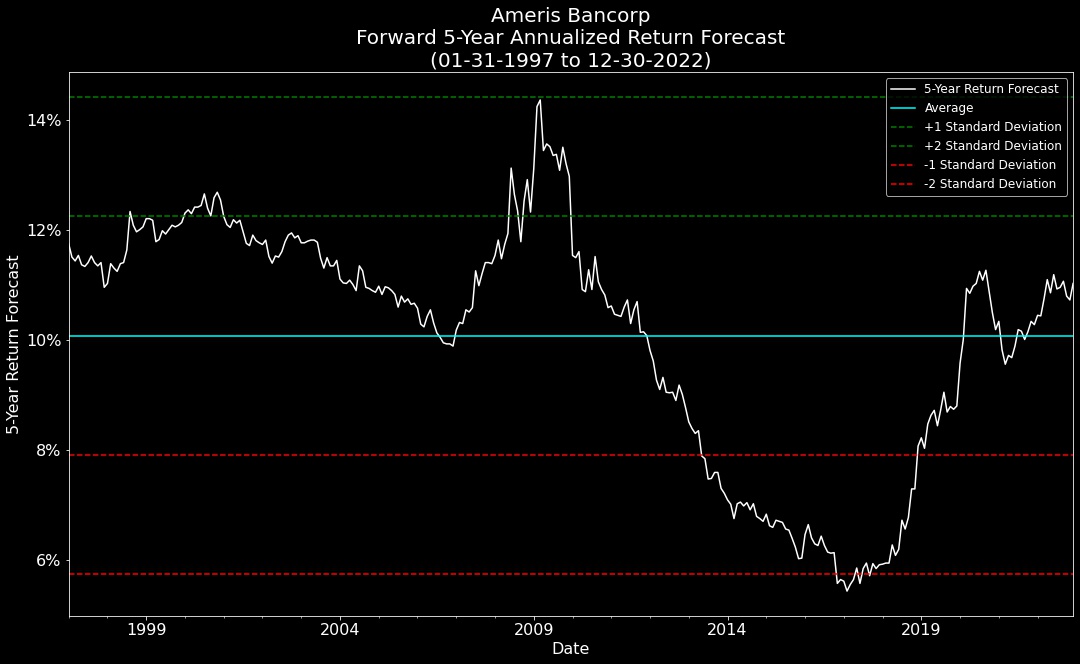 Ameris Bancorp
Forward 5-Year Annualized Return Forecast
(01-31-1997 to 12-30-2022)
5-Year Return Forecast
Average
+1 Standard Deviation
+2 Standard Deviation
-1 Standard Deviation
-2 Standard Deviation
5-Year Return Forecast
14%
12%
10%
8%
6%
1999
2004
2009
2014
2019
Date